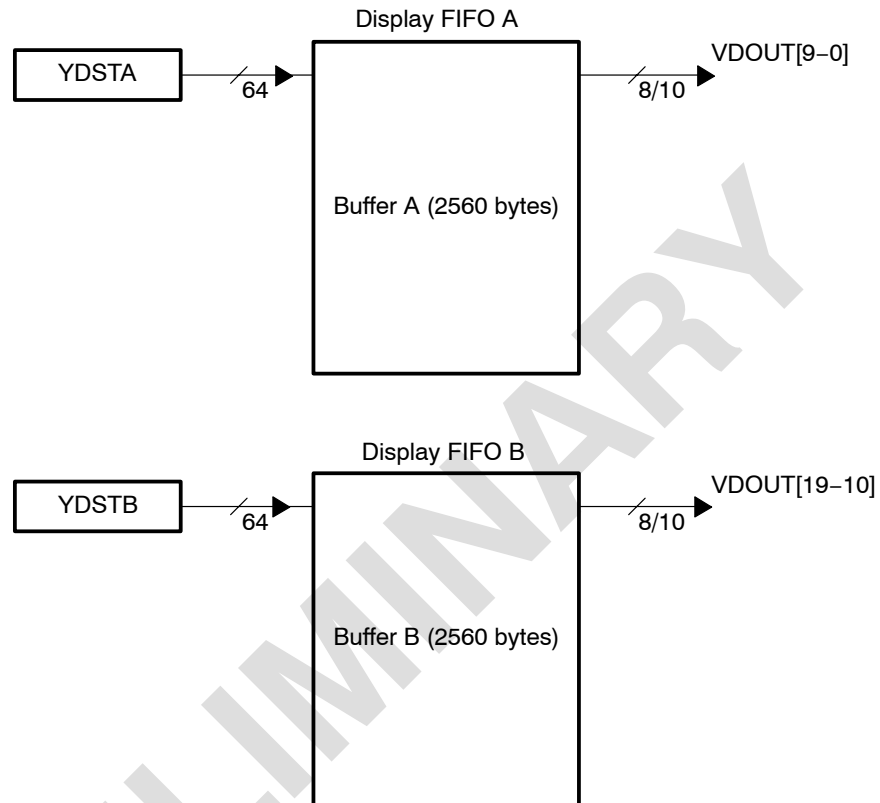 Display FIFO A
YDSTA
64
8/10
VDOUT[9–0]
Buffer A (2560 bytes)
Display FIFO B
YDSTB
64
8/10
VDOUT[19–10]
Buffer B (2560 bytes)
LIMINARY